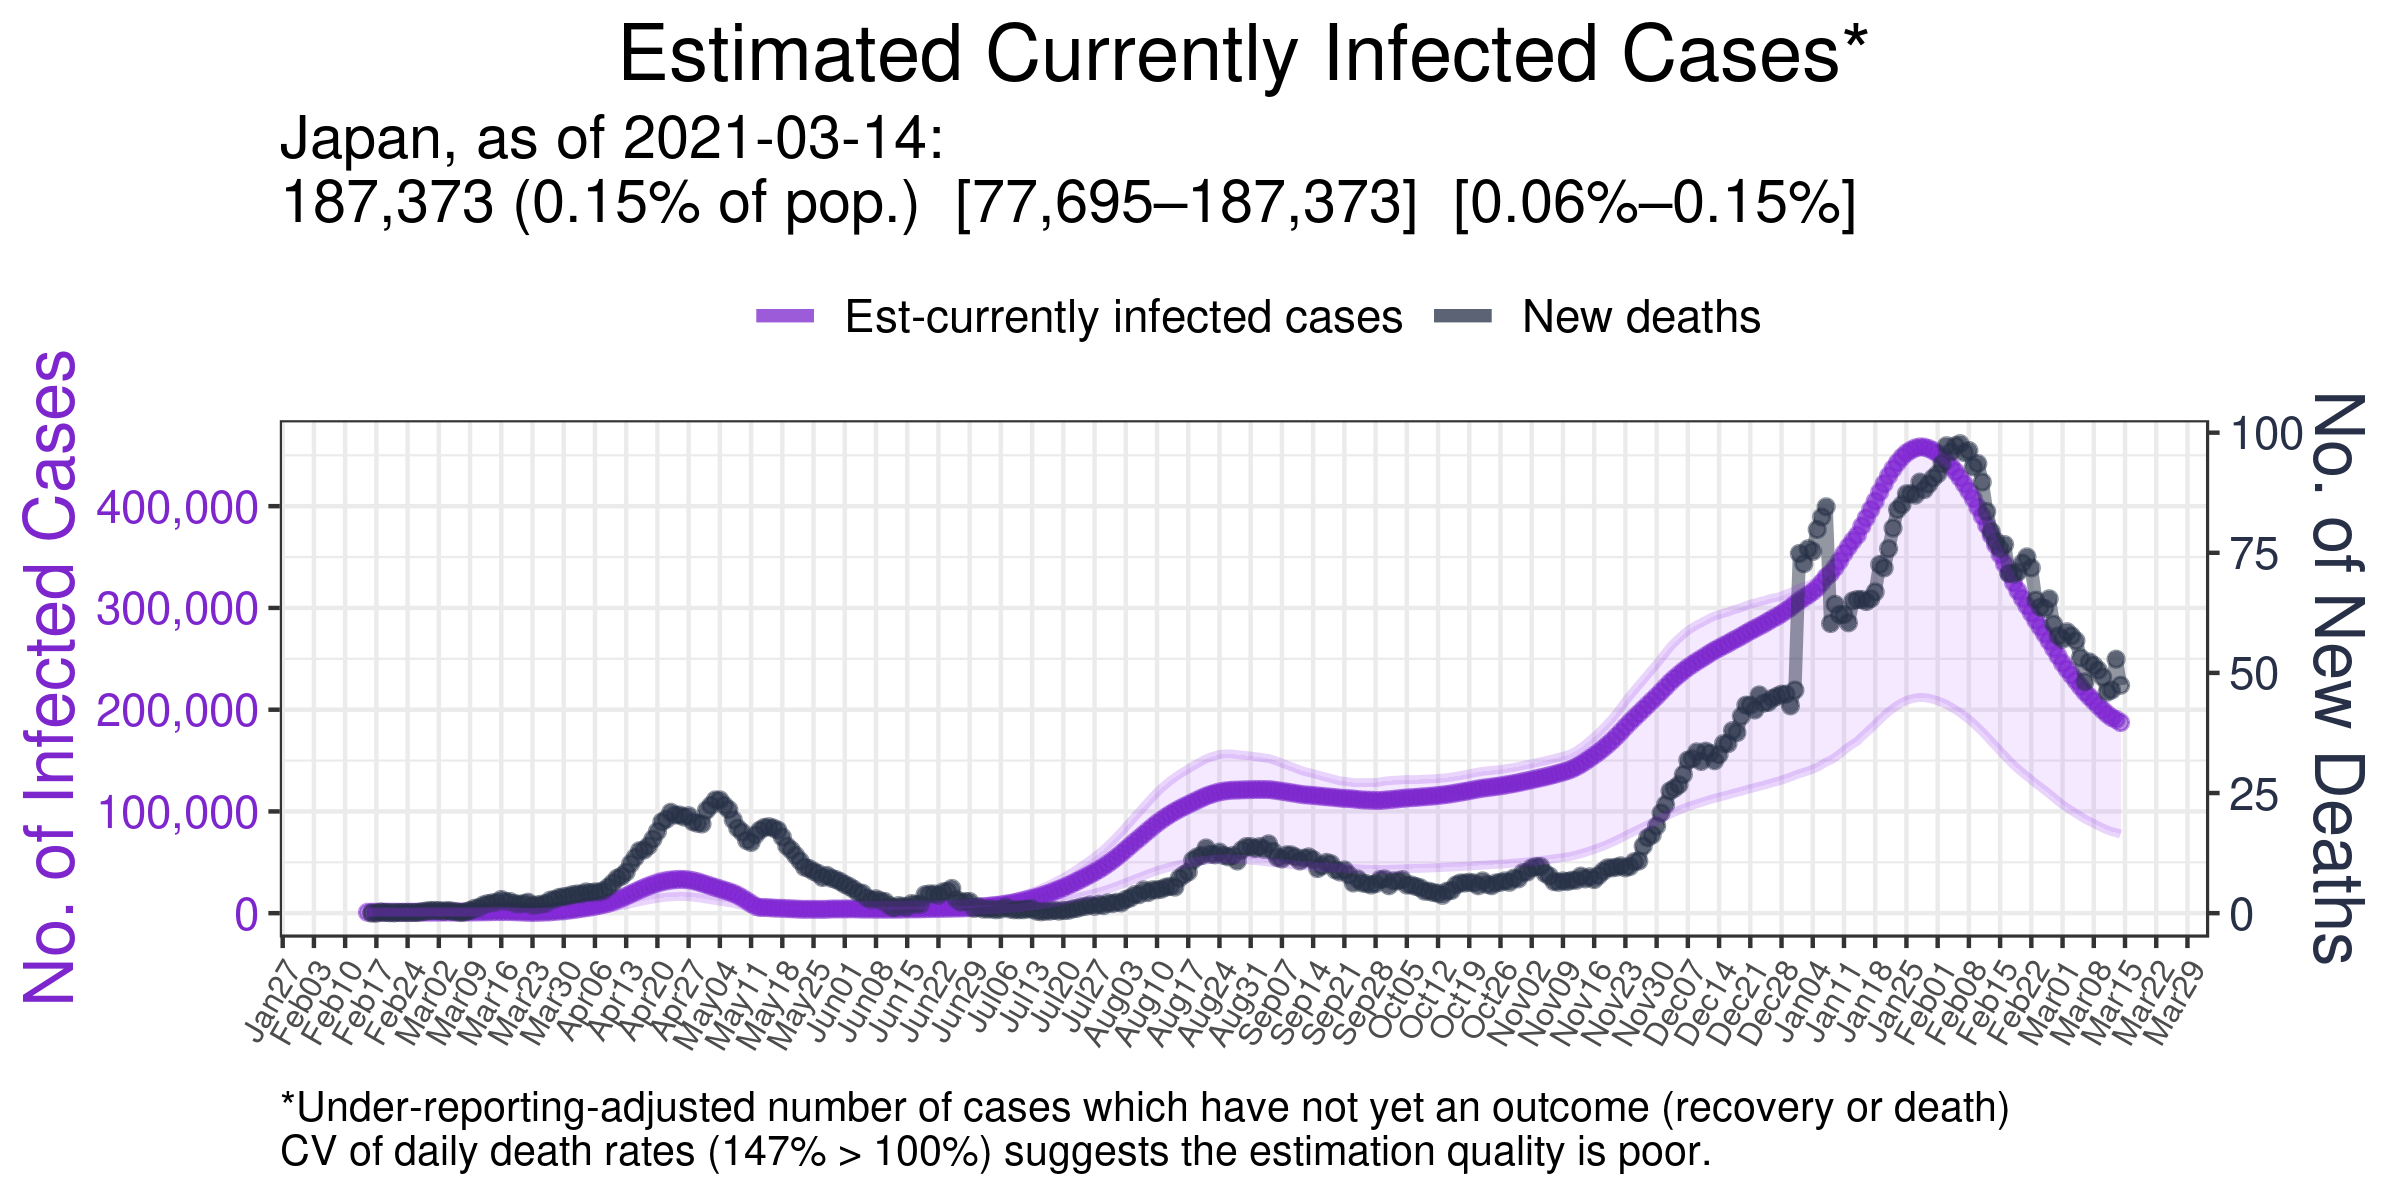 Estimated Currently Infected Cases*
Japan, as of 2021-03-14:
187,373 (0.15% of pop.)  [77,695–187,373]  [0.06%–0.15%]
Est-currently infected cases
New deaths
No. of Infected Cases
400,000
300,000
200,000
100,000
0
100
75
50
25
0
No. of New Deaths
Jan27
Feb03
Feb10
Feb17
Feb24
Mar02
Mar09
Mar16
Mar23
Mar30
Apr06
Apr13
Apr20
Apr27
May04
May11
May18
May25
Jun01
Jun08
Jun15
Jun22
Jun29
Jul06
Jul13
Jul20
Jul27
Aug03
Aug10
Aug17
Aug24
Aug31
Sep07
Sep14
Sep21
Sep28
Oct05
Oct12
Oct19
Oct26
Nov02
Nov09
Nov16
Nov23
Nov30
Dec07
Dec14
Dec21
Dec28
Jan04
Jan11
Jan18
Jan25
Feb01
Feb08
Feb15
Feb22
Mar01
Mar08
Mar15
Mar22
Mar29
*Under-reporting-adjusted number of cases which have not yet an outcome (recovery or death)
CV of daily death rates (147% > 100%) suggests the estimation quality is poor.